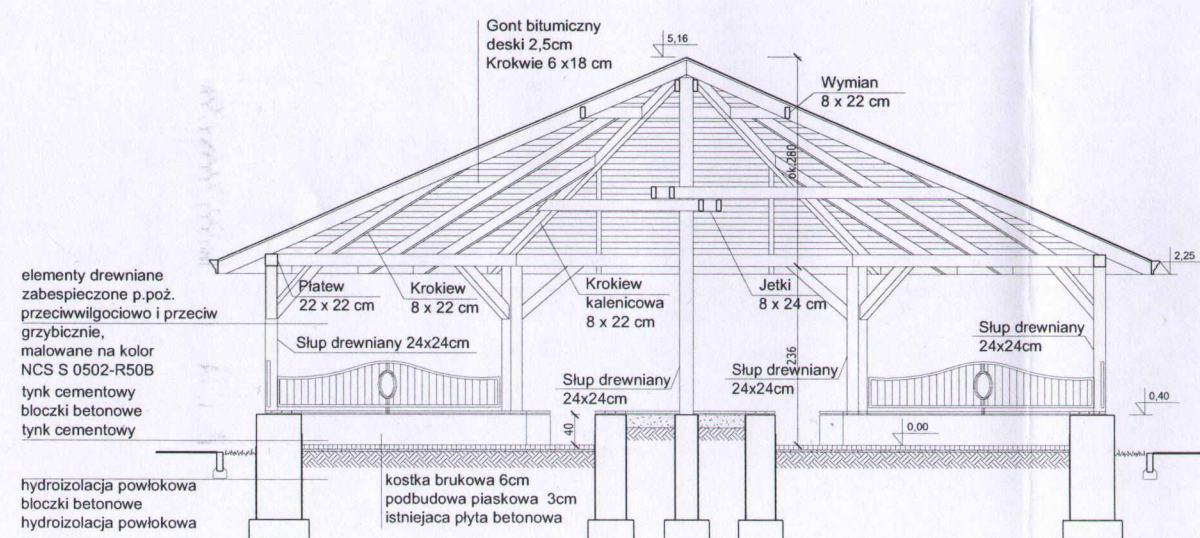 Gont bitumiczny
deski 2,5cm
Krokwie 6 x18 cm
5,16
Wymian
8 x 22 cm
ok.280
2,25
elementy drewniane
zabespieczone p.poż.
przeciwwilgociowo i przeciw
grzybicznie,
malowane na kolor
NCS S 0502-R50B
tynk cementowy
bloczki betonowe
tynk cementowy
hydroizolacja powłokowa
bloczki betonowe
hydroizolacja powłokowa
Płatew
22 x 22 cm
Krokiew
8 x 22 cm
Krokiew
kalenicowa
8 x 22 cm
Jetki
8 x 24 cm
Słup drewniany 24x24cm
Słup drewniany
24x24cm
236
Słup drewniany
24x24cm
Słup drewniany
24x24cm
0,40
40
0,00
kostka brukowa 6cm
podbudowa piaskowa 3cm
istniejaca płyta betonowa